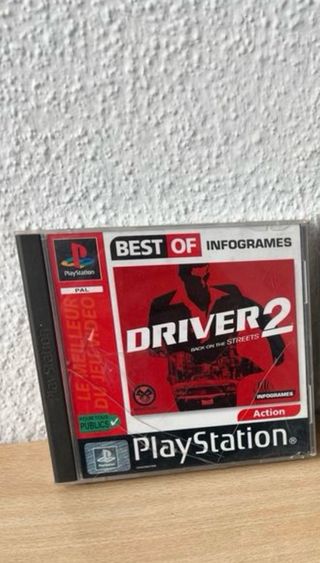 PlayStation
PAL
BEST OF INFOGRAMES
LE MEILLEUR
DU JEU VIDEO
DRIVER 2
BACK ON THE STREETS
INFOGRAMES
Action
POUR TOUS
PUBLICS
PlayStation
PlayStation